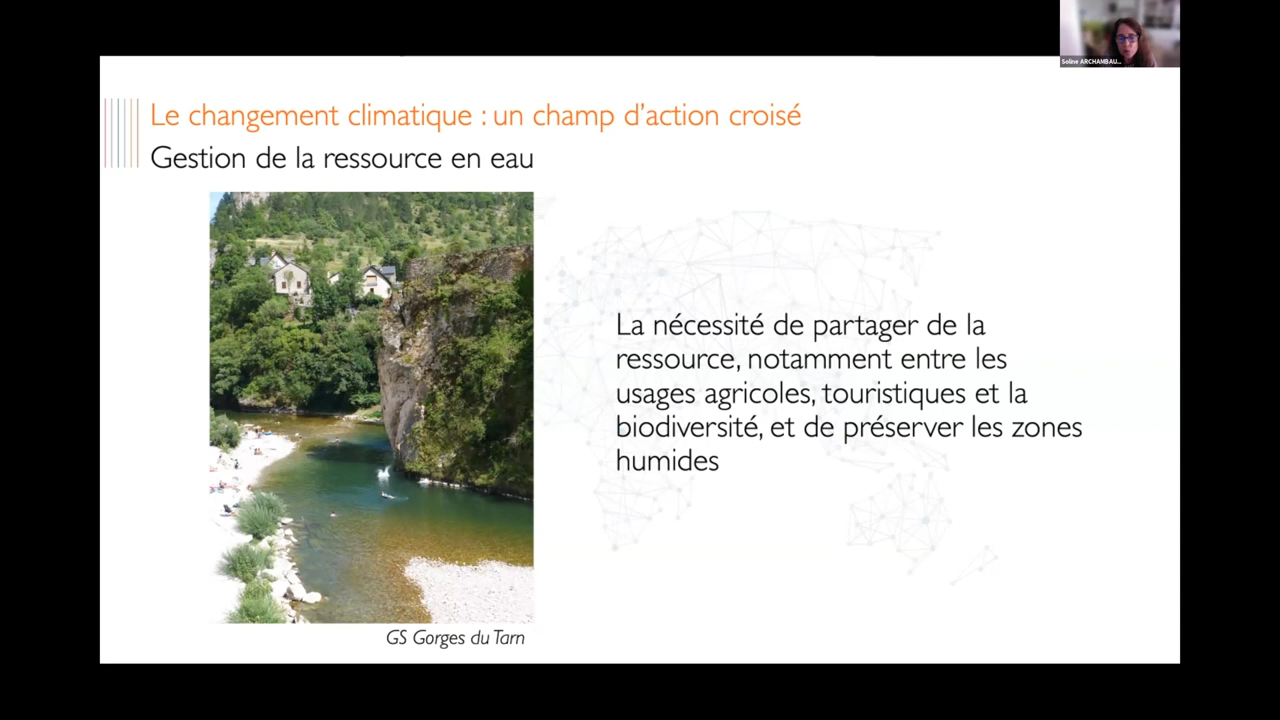 Soline ARCHAMBAU...
Le changement climatique : un champ d’action croisé
Gestion de la ressource en eau
La nécessité de partager de la
ressource, notamment entre les
usages agricoles, touristiques et la
biodiversité, et de préserver les zones
humides
GS Gorges du Tarn